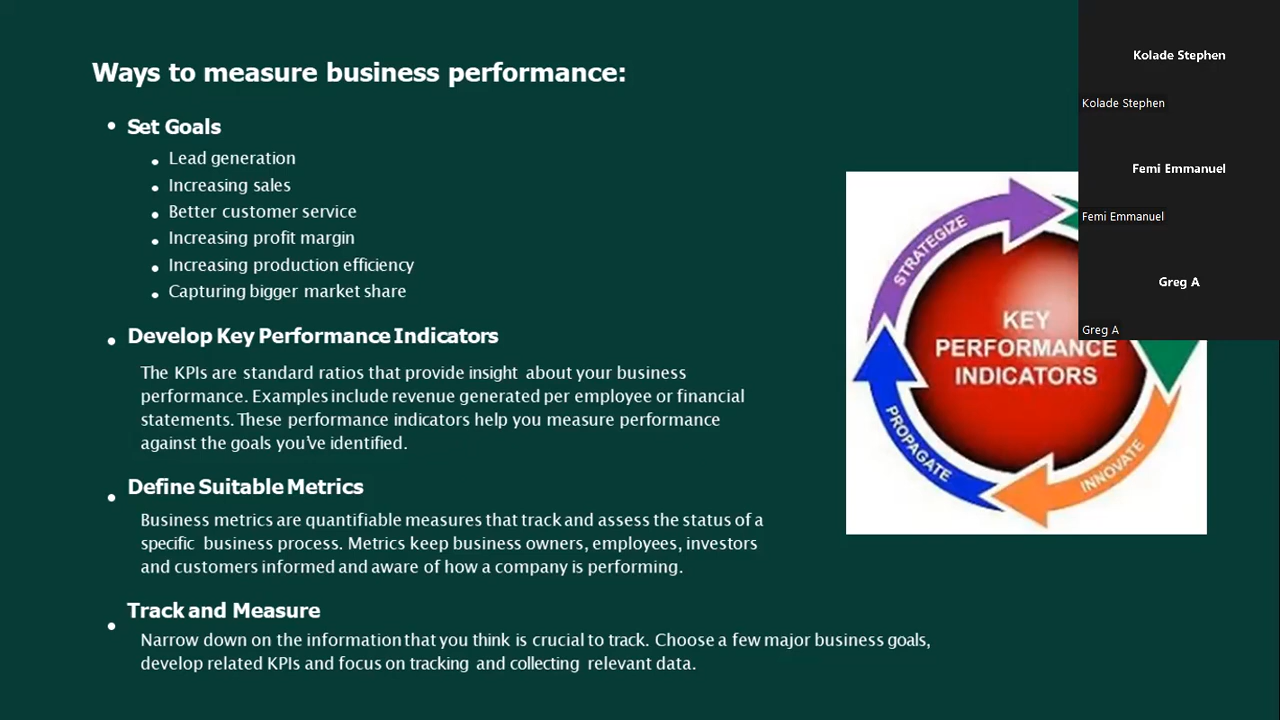 Ways to measure business performance:
Set Goals
Lead generation
Increasing sales
Better customer service
Increasing profit margin
Increasing production efficiency
Capturing bigger market share
Develop Key Performance Indicators
The KPIs are standard ratios that provide insight about your business
performance. Examples include revenue generated per employee or financial
statements. These performance indicators help you measure performance
against the goals you've identified.
Define Suitable Metrics
Business metrics are quantifiable measures that track and assess the status of a
specific business process. Metrics keep business owners, employees, investors
and customers informed and aware of how a company is performing.
Track and Measure
Narrow down on the information that you think is crucial to track. Choose a few major business goals,
develop related KPIs and focus on tracking and collecting relevant data.
STRATEGIZE
KEY
PERFORMANCE
INDICATORS
PROPAGATE
INNOVATE
Kolade Stephen
Kolade Stephen
Femi Emmanuel
Femi Emmanuel
Greg A
Greg A